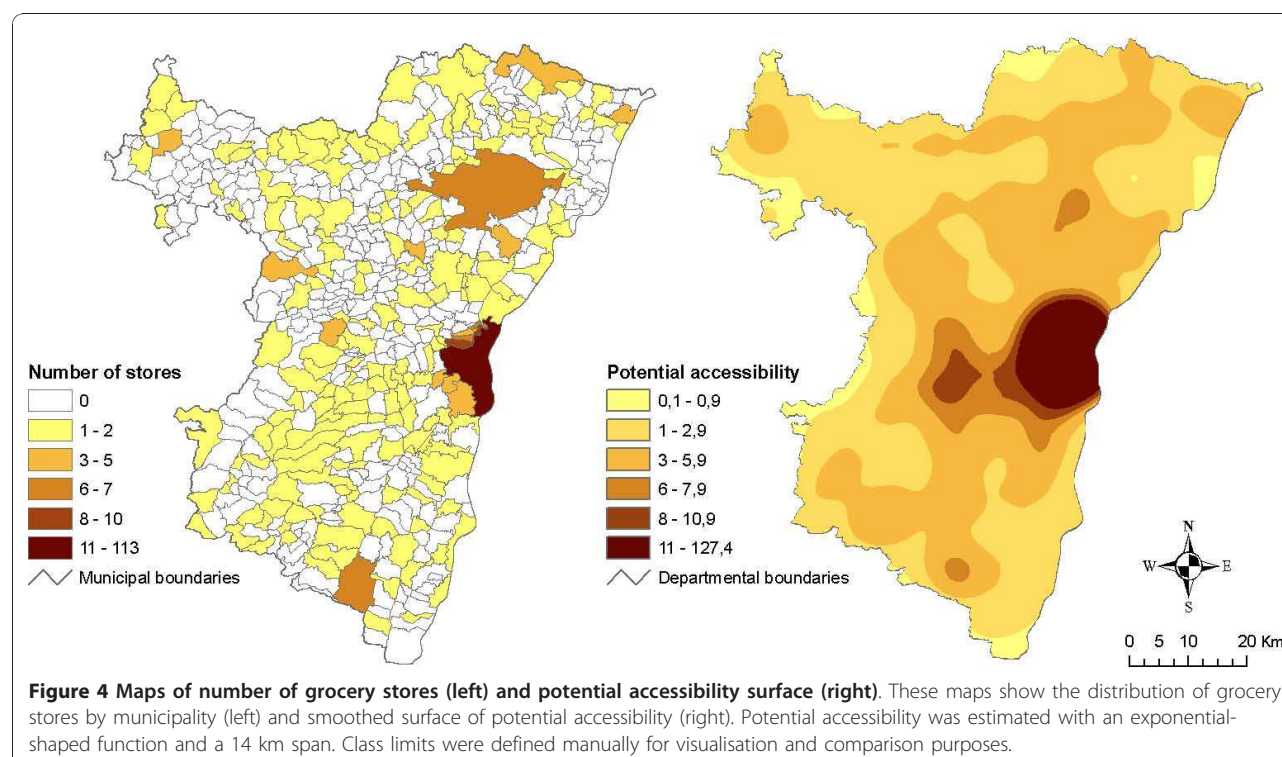 Number of stores
0
1 - 2
3 - 5
6 - 7
8 - 10
11 - 113
Municipal boundaries
Potential accessibility
0,1 - 0,9
1 - 2,9
3 - 5,9
6 - 7,9
8 - 10,9
11 - 127,4
Departmental boundaries
N
W E
S
0 5 10 20 Km
Figure 4 Maps of number of grocery stores (left) and potential accessibility surface (right). These maps show the distribution of grocery
stores by municipality (left) and smoothed surface of potential accessibility (right). Potential accessibility was estimated with an exponential-
shaped function and a 14 km span. Class limits were defined manually for visualisation and comparison purposes.